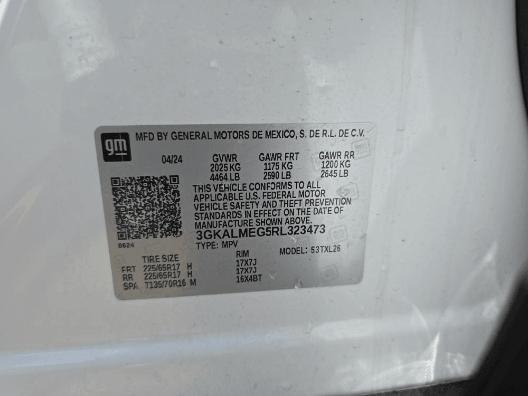 gm
MFD BY GENERAL MOTORS DE MEXICO, S. DE R.L. DE C.V.
04/24 GVWR GAWR FRT GAWR RR
2025 KG 1175 KG 1200 KG
4464 LB 2590 LB 2645 LB
THIS VEHICLE CONFORMS TO ALL
APPLICABLE U.S. FEDERAL MOTOR
VEHICLE SAFETY STANDARDS IN
EFFECT ON THE DATE OF MANUFACTURE
SHOWN ABOVE.
3GKALMEG5RL323473
8624 TYPE: MPV MODEL: 53TXL26
TIRE SIZE RIM
FRT 225/65R17 H 17X7J
RR 225/65R17 H 17X7J
SPA T135/70R16 M 16X4BT